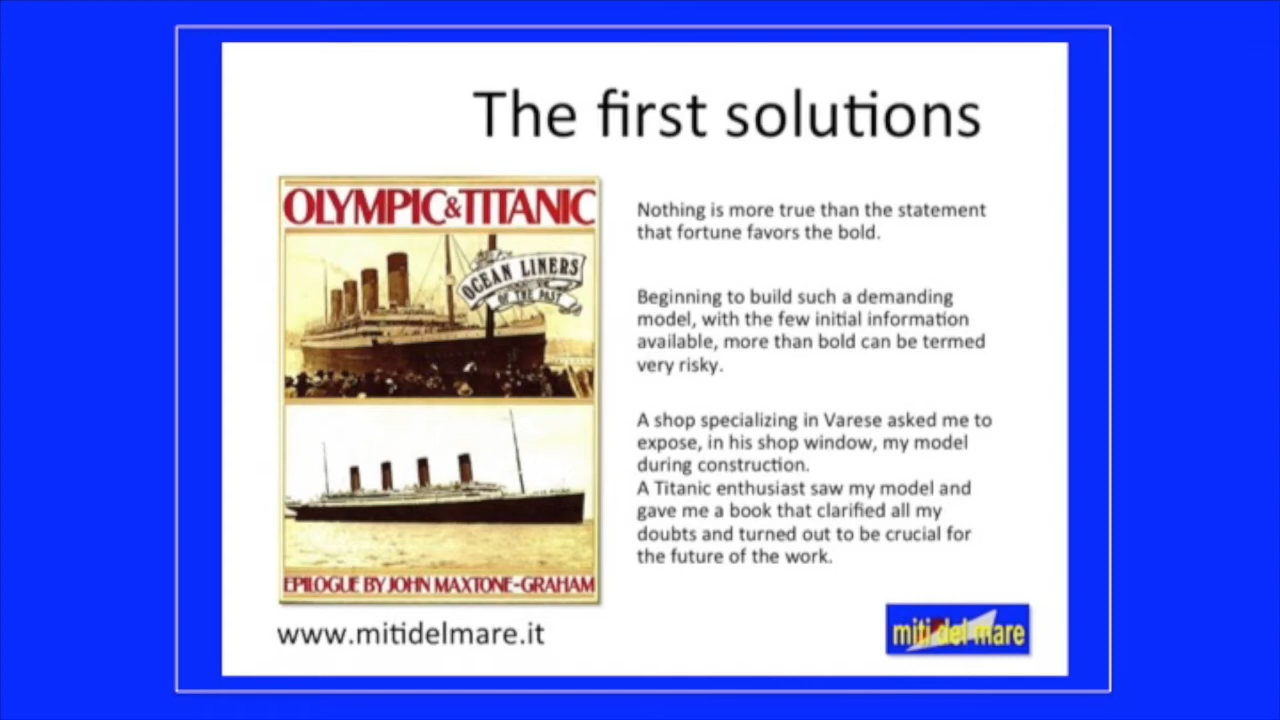 The first solutions
OLYMPIC & TITANIC
OCEAN LINERS
OF THE PAST
EPILOGUE BY JOHN MAXTONE-GRAHAM
Nothing is more true than the statement
that fortune favors the bold.
Beginning to build such a demanding
model, with the few initial information
available, more than bold can be termed
very risky.
A shop specializing in Varese asked me to
expose, in his shop window, my model
during construction.
A Titanic enthusiast saw my model and
gave me a book that clarified all my
doubts and turned out to be crucial for
the future of the work.
www.mitidelmare.it
miti del mare